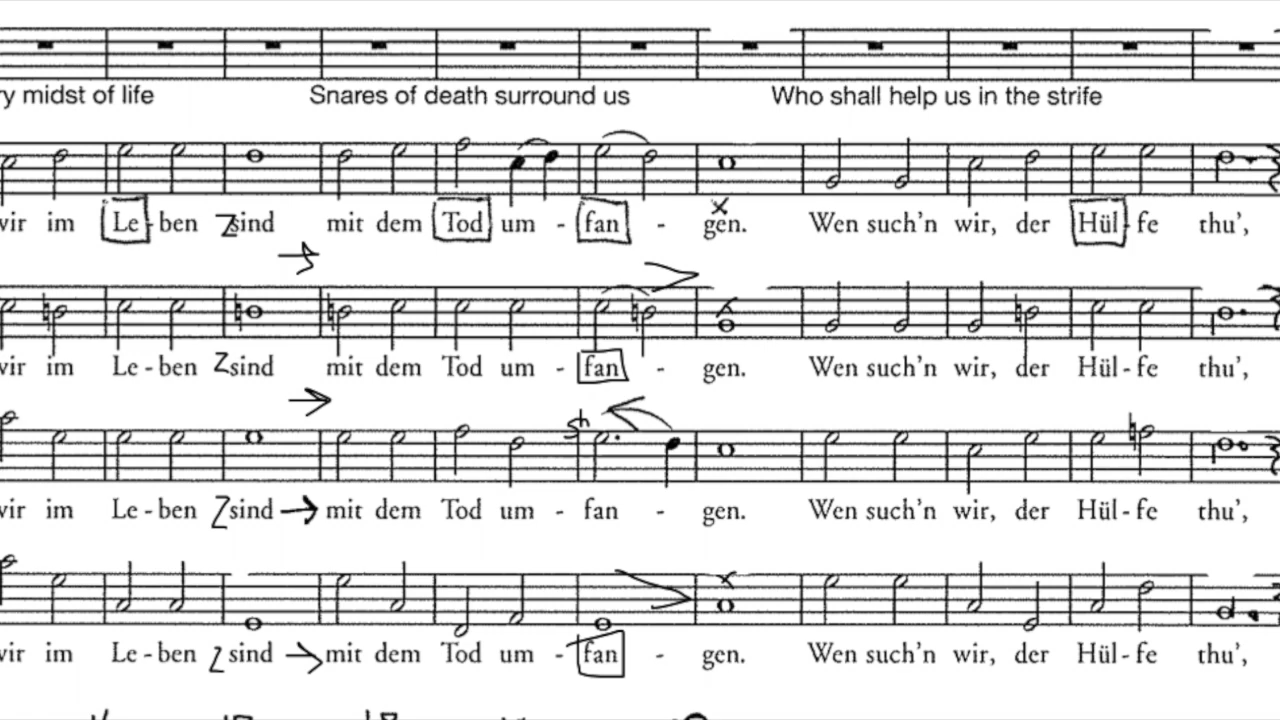 ry midst of life Snares of death surround us Who shall help us in the strife
wir im Le - ben Zsind mit dem Tod um - fan - gen. Wen such'n wir, der Hül - fe thu',
wir im Le - ben Zsind mit dem Tod um - fan - gen. Wen such'n wir, der Hül - fe thu',
sh
wir im Le - ben Zsind mit dem Tod um - fan - gen. Wen such'n wir, der Hül - fe thu',
wir im Le - ben Z sind mit dem Tod um - fan - gen. Wen such'n wir, der Hül - fe thu',